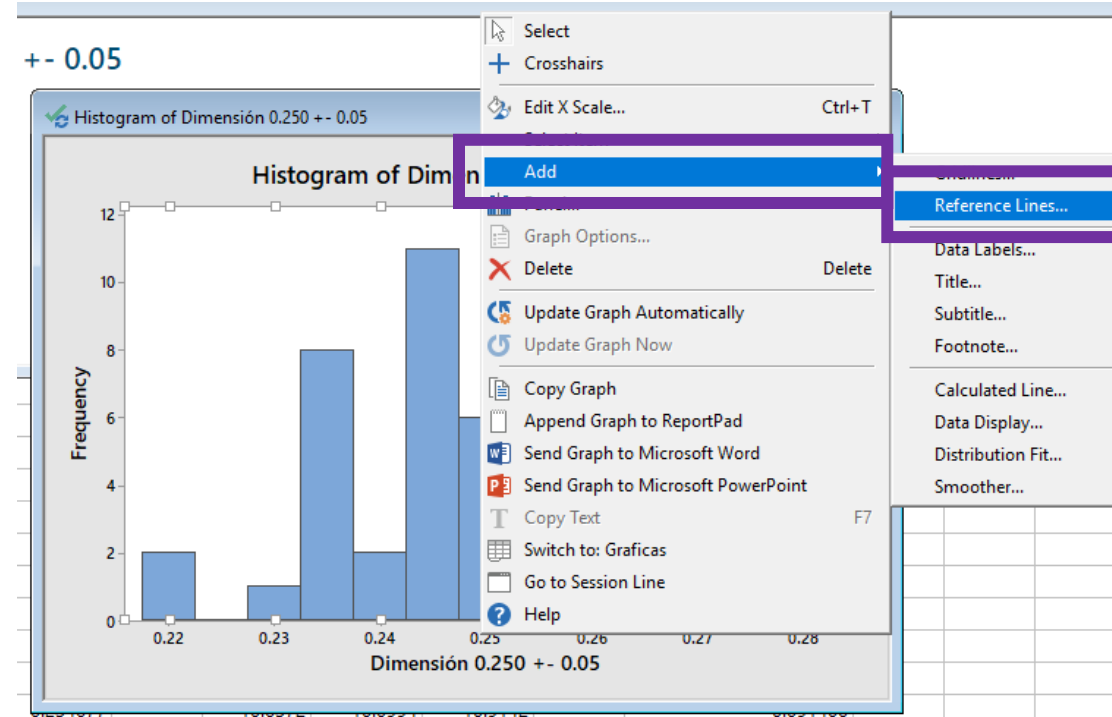 +- 0.05
Histogram of Dimensión 0.250 +- 0.05
Histogram of Dimen
12
10
8
6
4
2
0
Frequency
0.22
0.23
0.24
0.25
0.26
0.27
0.28
Dimensión 0.250 +- 0.05
Select
Crosshairs
Edit X Scale... Ctrl+T
Add
Panel...
Graph Options...
Delete Delete
Update Graph Automatically
Update Graph Now
Copy Graph
Append Graph to ReportPad
Send Graph to Microsoft Word
Send Graph to Microsoft PowerPoint
Copy Text F7
Switch to: Graficas
Go to Session Line
Help
Reference Lines...
Data Labels...
Title...
Subtitle...
Footnote...
Calculated Line...
Data Display...
Distribution Fit...
Smoother...